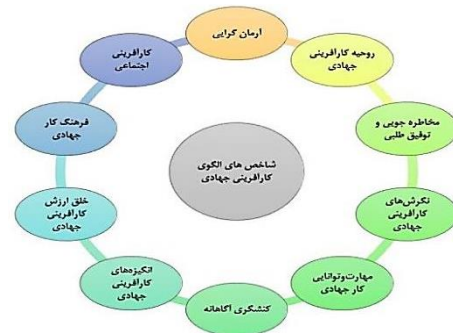 آرمان گرایی
روحیه کارآفرینی
جهادی
مخاطره جویی و
توفیق طلبی
نگرش‌های
کارآفرینی
جهادی
مهارت‌وتوانایی
کار جهادی
کنشگری آگاهانه
انگیزه‌های
کارآفرینی
جهادی
خلق ارزش
کارآفرینی
جهادی
فرهنگ کار
جهادی
کارآفرینی
اجتماعی
شاخص های الگوی
کارآفرینی جهادی